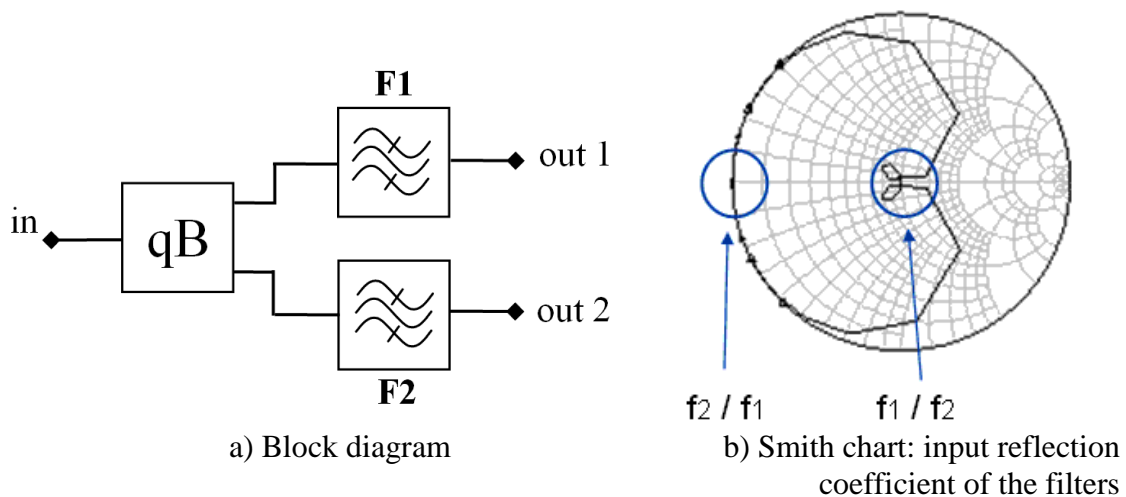 F1
out 1
in
qB
out 2
F2
f2 / f1
f1 / f2
a) Block diagram
b) Smith chart: input reflection
coefficient of the filters